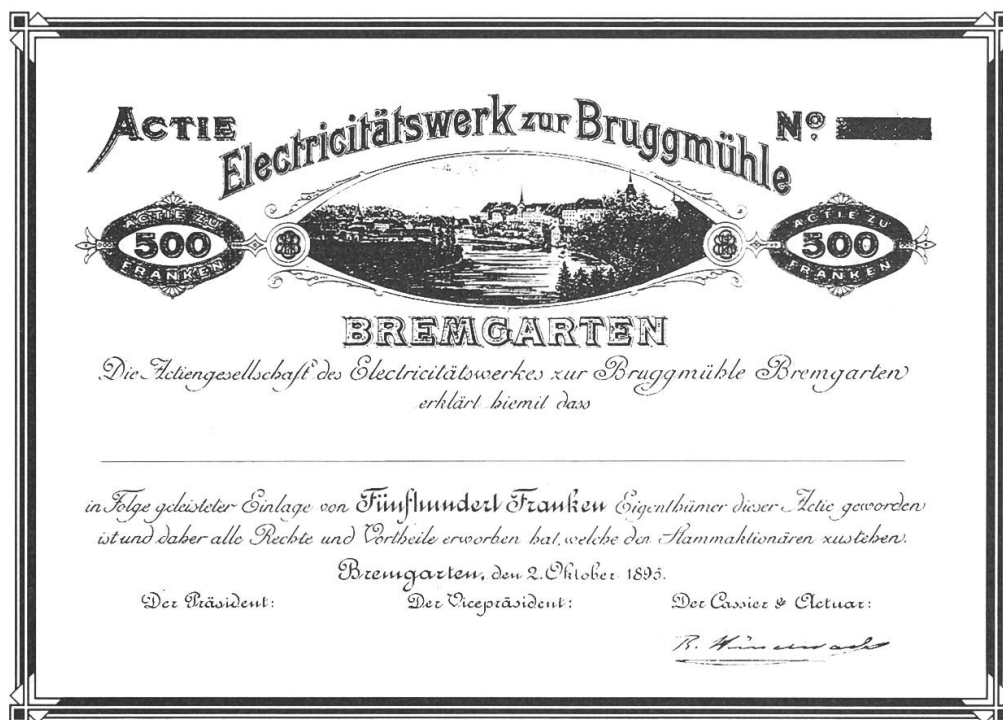 ACTIE
Electricitätswerk zur Bruggmühle
No.
ACTIE ZU
500
FRANKEN
ACTIE ZU
500
FRANKEN
BREMGARTEN
Die Actiengesellschaft des Electricitätswerkes zur Bruggmühle Bremgarten
erklärt hiemit dass
in Folge geleisteter Einlage von Fünfhundert Franken Eigenthümer dieser Actie geworden
ist und daher alle Rechte und Vortheile erworben hat, welche den Stammaktionären zustehen.
Bremgarten, den 2. Oktober 1895.
Der Präsident:
Der Vicepräsident:
Der Cassier & Actuar:
R.